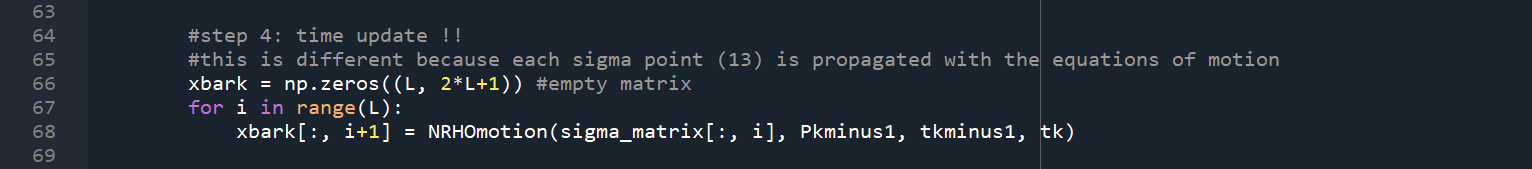 63
64 #step 4: time update !!
65 #this is different because each sigma point (13) is propagated with the equations of motion
66 xbark = np.zeros((L, 2*L+1)) #empty matrix
67 for i in range(L):
68 xbark[:, i+1] = NRHOmotion(sigma_matrix[:, i], Pkminus1, tkminus1, tk)
69